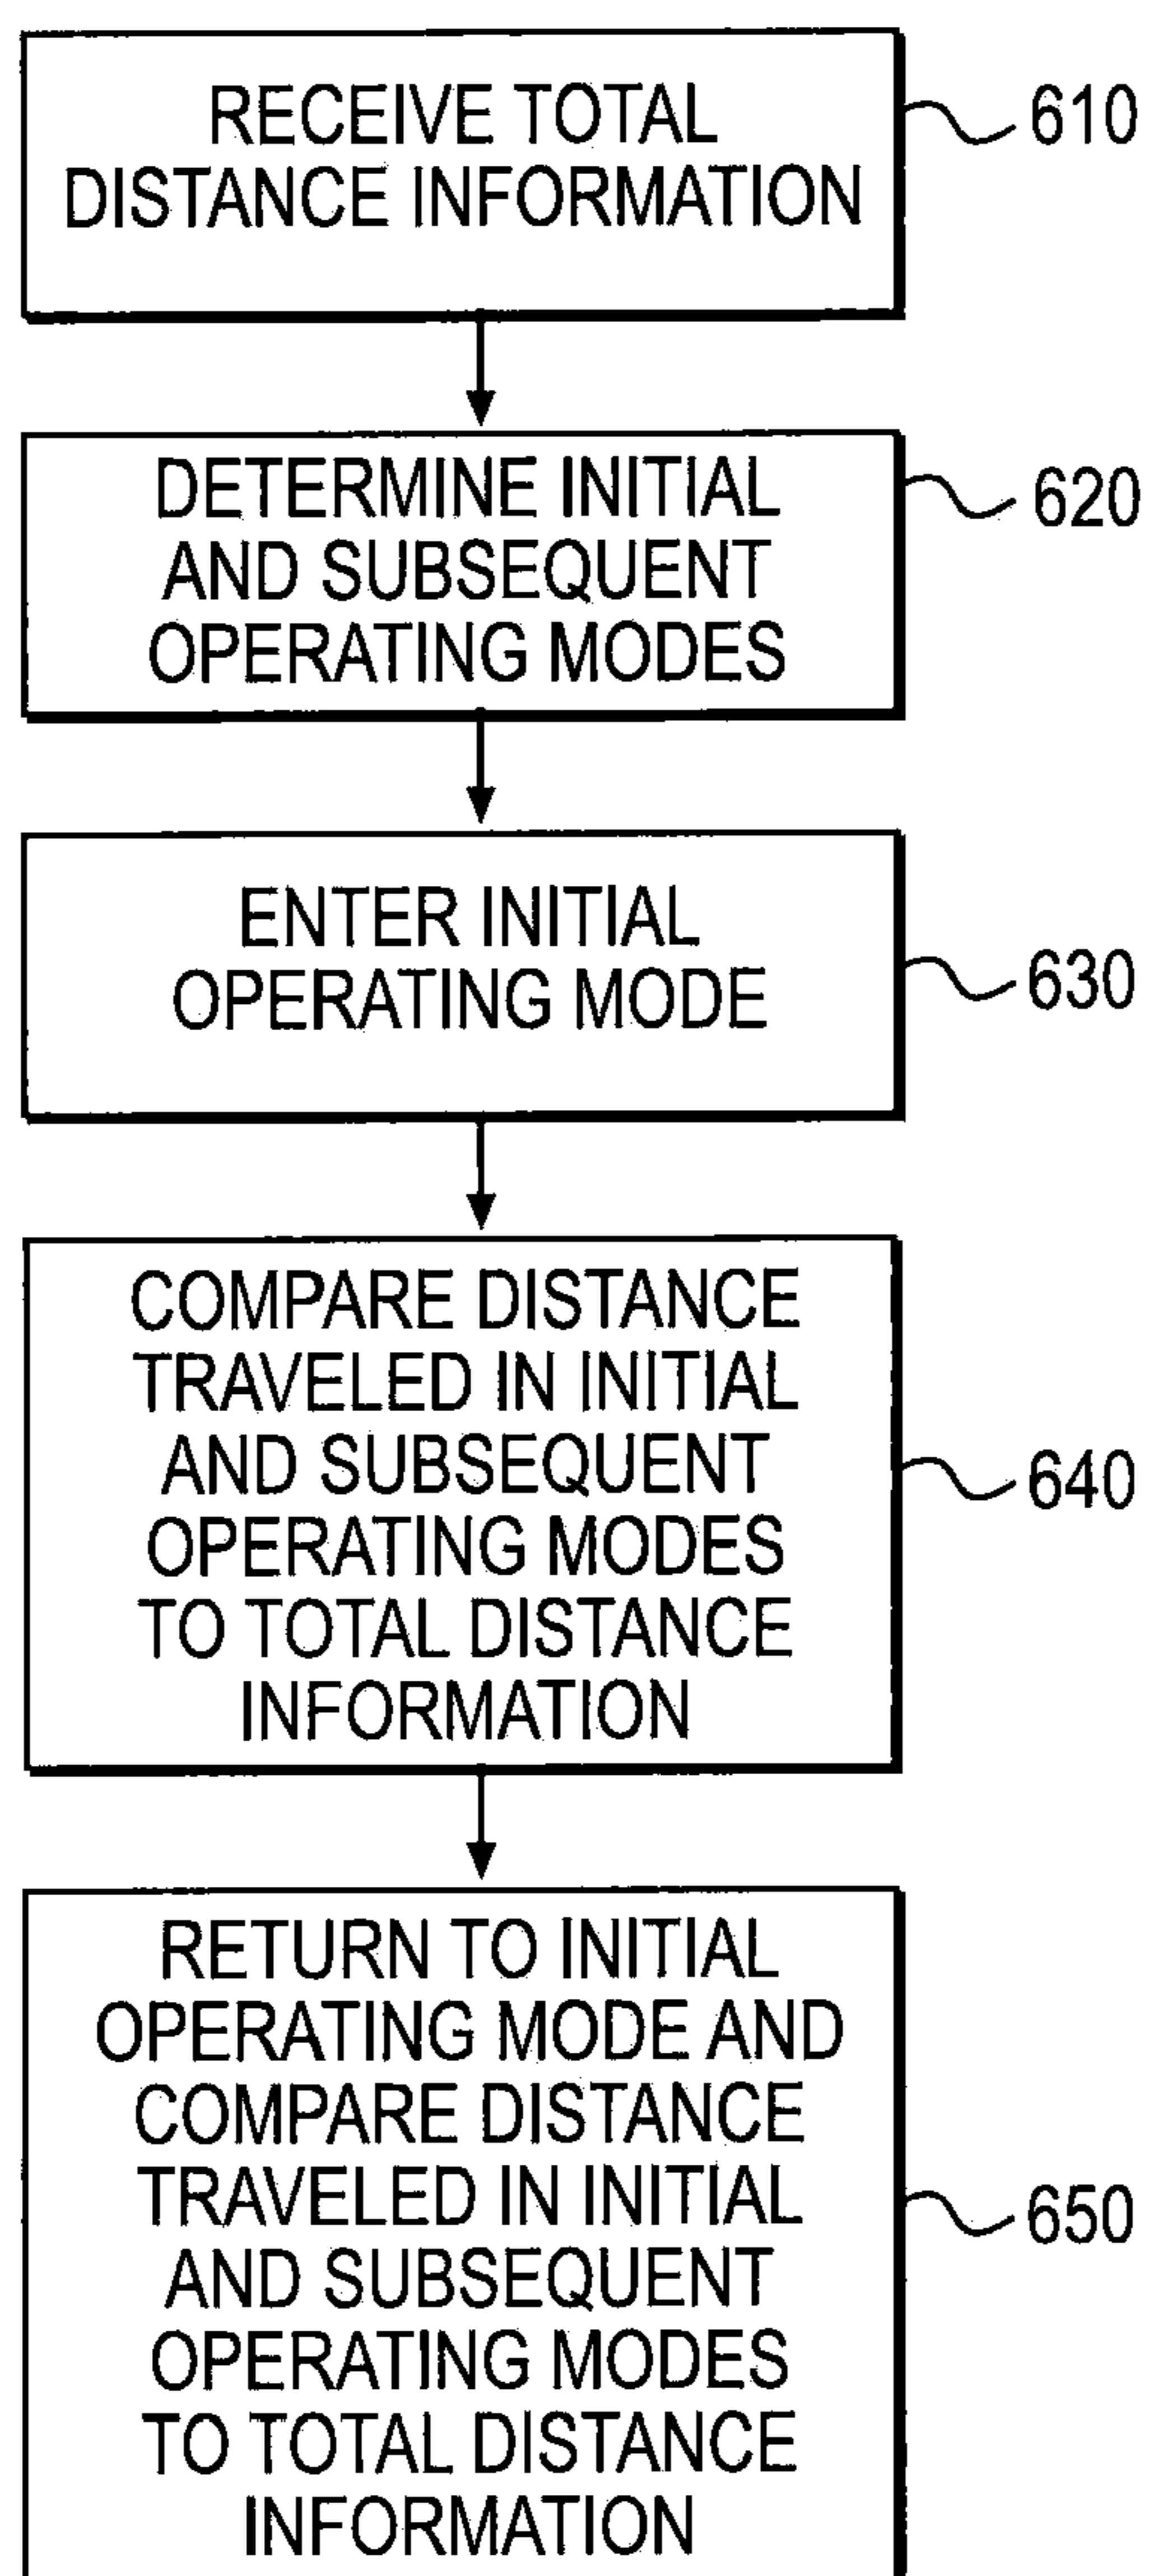 RECEIVE TOTAL
DISTANCE INFORMATION
610
DETERMINE INITIAL
AND SUBSEQUENT
OPERATING MODES
620
ENTER INITIAL
OPERATING MODE
630
COMPARE DISTANCE
TRAVELED IN INITIAL
AND SUBSEQUENT
OPERATING MODES
TO TOTAL DISTANCE
INFORMATION
640
RETURN TO INITIAL
OPERATING MODE AND
COMPARE DISTANCE
TRAVELED IN INITIAL
AND SUBSEQUENT
OPERATING MODES
TO TOTAL DISTANCE
INFORMATION
650